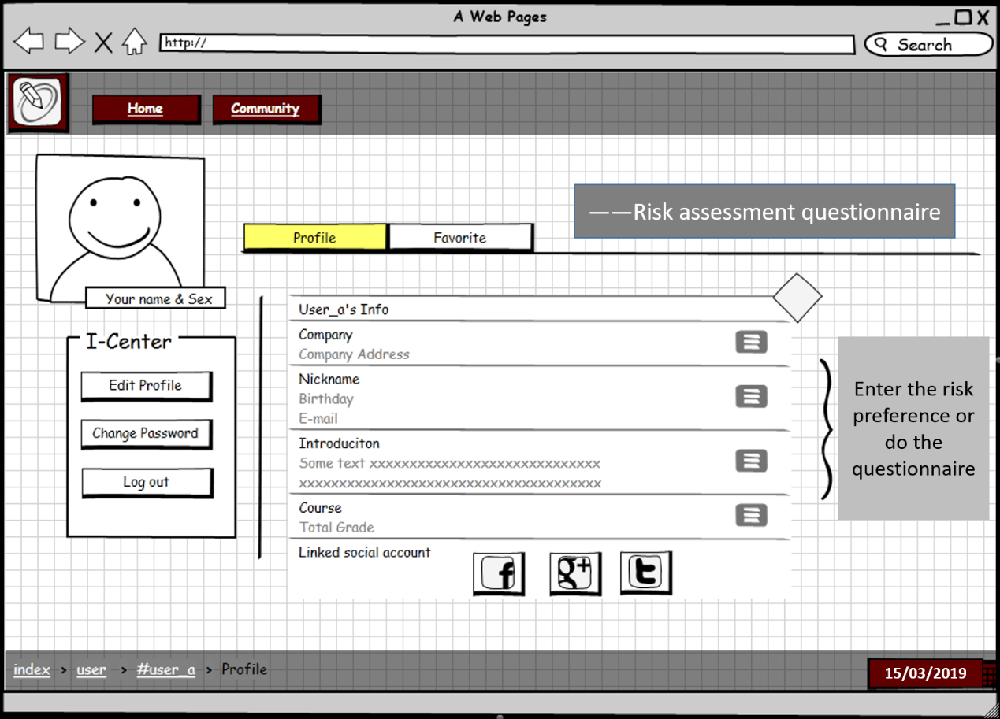 A Web Pages
http://
Search
Home
Community
——Risk assessment questionnaire
Profile
Favorite
Your name & Sex
I-Center
Edit Profile
Change Password
Log out
User_a's Info
Company
Company Address
Nickname
Birthday
E-mail
Introduciton
Some text xxxxxxxxxxxxxxxxxxxxxxxxxxxxx
xxxxxxxxxxxxxxxxxxxxxxxxxxxxxxxxxxxxxx
Course
Total Grade
Linked social account
f
g+
t
Enter the risk
preference or
do the
questionnaire
index > user > #user_a > Profile
15/03/2019